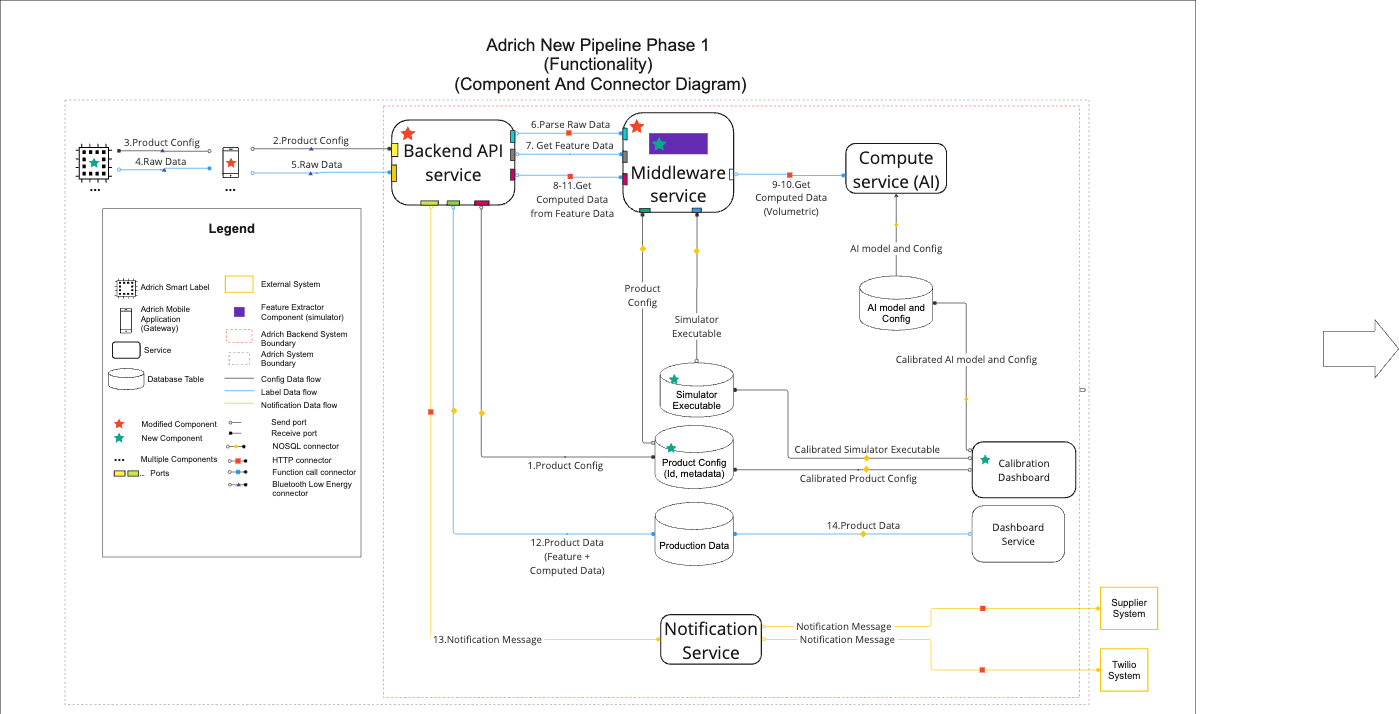 Adrich New Pipeline Phase 1
(Functionality)
(Component And Connector Diagram)
3.Product Config
4.Raw Data
...
2.Product Config
5.Raw Data
...
Backend API
service
6.Parse Raw Data
7. Get Feature Data
8-11.Get
Computed Data
from Feature Data
Middleware
service
9-10.Get
Computed Data
(Volumetric)
Compute
service (AI)
AI model and Config
AI model and
Config
Calibrated AI model and Config
Product
Config
Simulator
Executable
Simulator
Executable
Product Config
(Id, metadata)
1.Product Config
Calibrated Simulator Executable
Calibrated Product Config
Calibration
Dashboard
12.Product Data
(Feature +
Computed Data)
Production Data
14.Product Data
Dashboard
Service
13.Notification Message
Notification
Service
Notification Message
Notification Message
Supplier
System
Twilio
System
Legend
Adrich Smart Label
Adrich Mobile
Application
(Gateway)
Service
Database Table
Modified Component
New Component
... Multiple Components
... Ports
External System
Feature Extractor
Component (simulator)
Adrich Backend System
Boundary
Adrich System
Boundary
Config Data flow
Label Data flow
Notification Data flow
Send port
Receive port
NOSQL connector
HTTP connector
Function call connector
Bluetooth Low Energy
connector